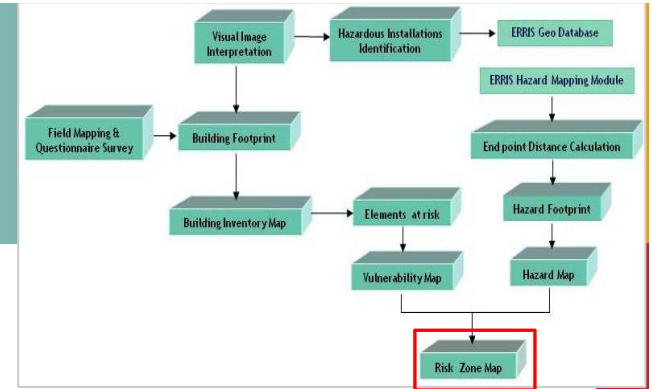 Visual Image
Interpretation
Hazardous Installations
Identification
ERRIS Geo Database
ERRIS Hazard Mapping Module
Field Mapping &
Questionnaire Survey
Building Footprint
End point Distance Calculation
Building Inventory Map
Elements at risk
Hazard Footprint
Vulnerability Map
Hazard Map
Risk Zone Map